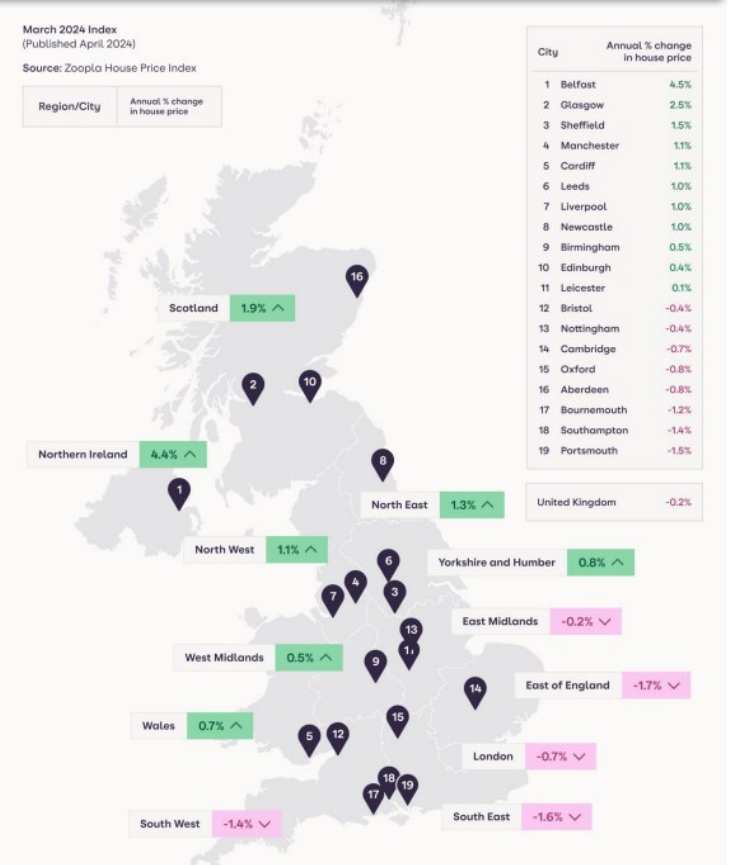 March 2024 Index
(Published April 2024)
Source: Zoopla House Price Index
Region/City
Annual % change
in house price
City
Annual % change
in house price
1 Belfast 4.5%
2 Glasgow 2.5%
3 Sheffield 1.5%
4 Manchester 1.1%
5 Cardiff 1.1%
6 Leeds 1.0%
7 Liverpool 1.0%
8 Newcastle 1.0%
9 Birmingham 0.5%
10 Edinburgh 0.4%
11 Leicester 0.1%
12 Bristol -0.4%
13 Nottingham -0.4%
14 Cambridge -0.7%
15 Oxford -0.8%
16 Aberdeen -0.8%
17 Bournemouth -1.2%
18 Southampton -1.4%
19 Portsmouth -1.5%
United Kingdom -0.2%
16
Scotland 1.9%
2
10
Northern Ireland 4.4%
8
1
North East 1.3%
North West 1.1%
6
Yorkshire and Humber 0.8%
4
3
7
East Midlands -0.2%
13
West Midlands 0.5%
9
East of England -1.7%
14
Wales 0.7%
15
5
12
London -0.7%
18
19
17
South West -1.4%
South East -1.6%